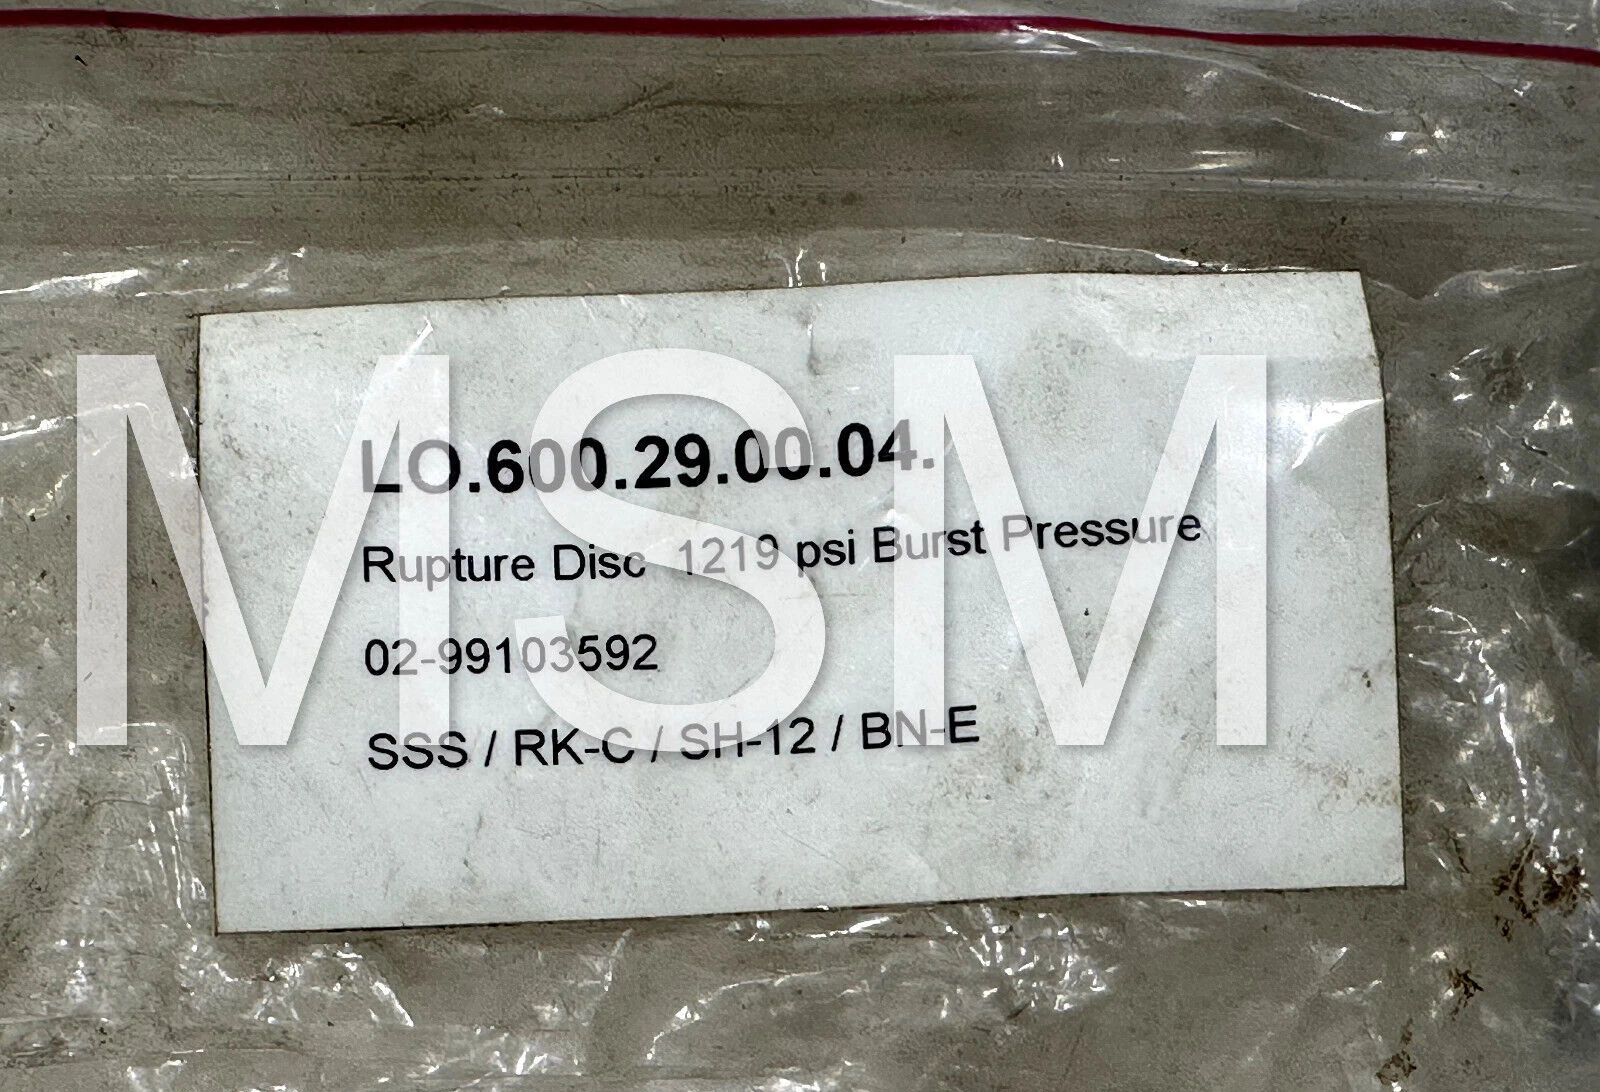 LO.600.29.00.04.
Rupture Disc 1219 psi Burst Pressure
02-99103592
SSS / RK-C / SH-12 / BN-E
MSM